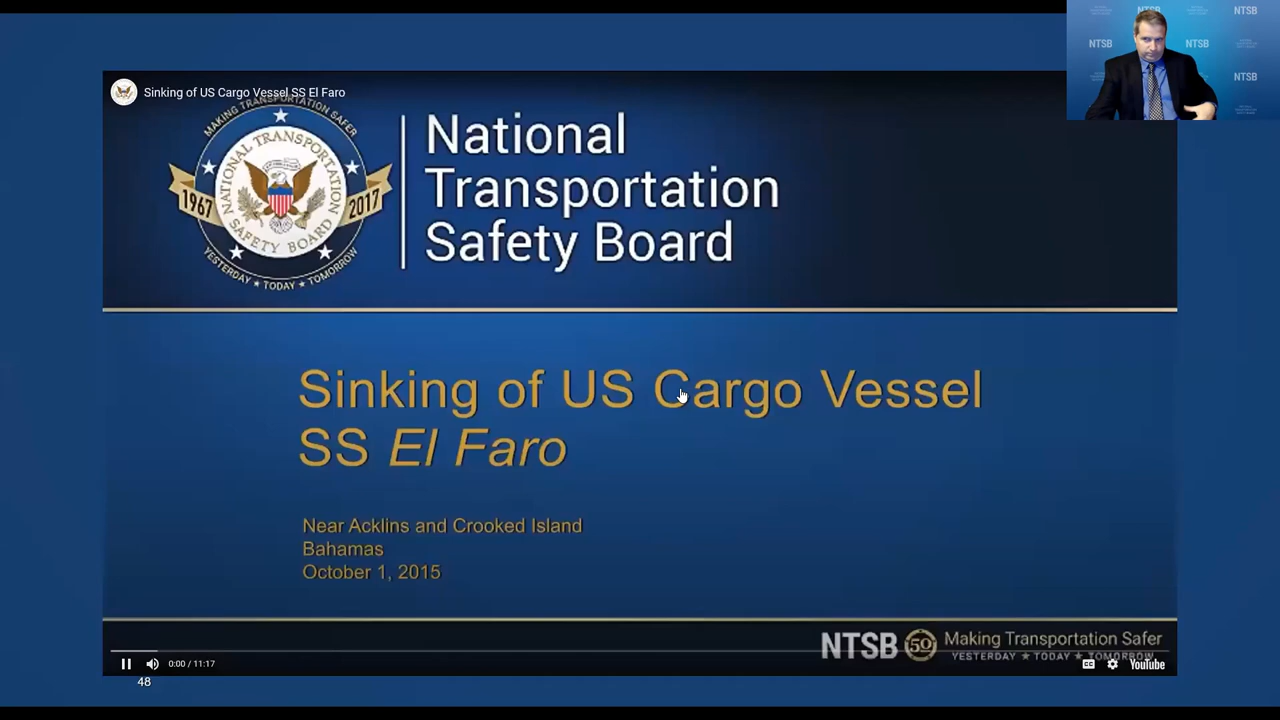 Sinking of US Cargo Vessel SS El Faro
MAKING TRANSPORTATION SAFER
NATIONAL TRANSPORTATION SAFETY BOARD
1967
2017
YESTERDAY ★ TODAY ★ TOMORROW
National
Transportation
Safety Board
NTSB
NTSB
NTSB
NTSB
NTSB
Sinking of US Cargo Vessel
SS El Faro
Near Acklins and Crooked Island
Bahamas
October 1, 2015
NTSB 50 Making Transportation Safer
YESTERDAY ★ TODAY ★ TOMORROW
0:00 / 11:17
CC
YouTube
48